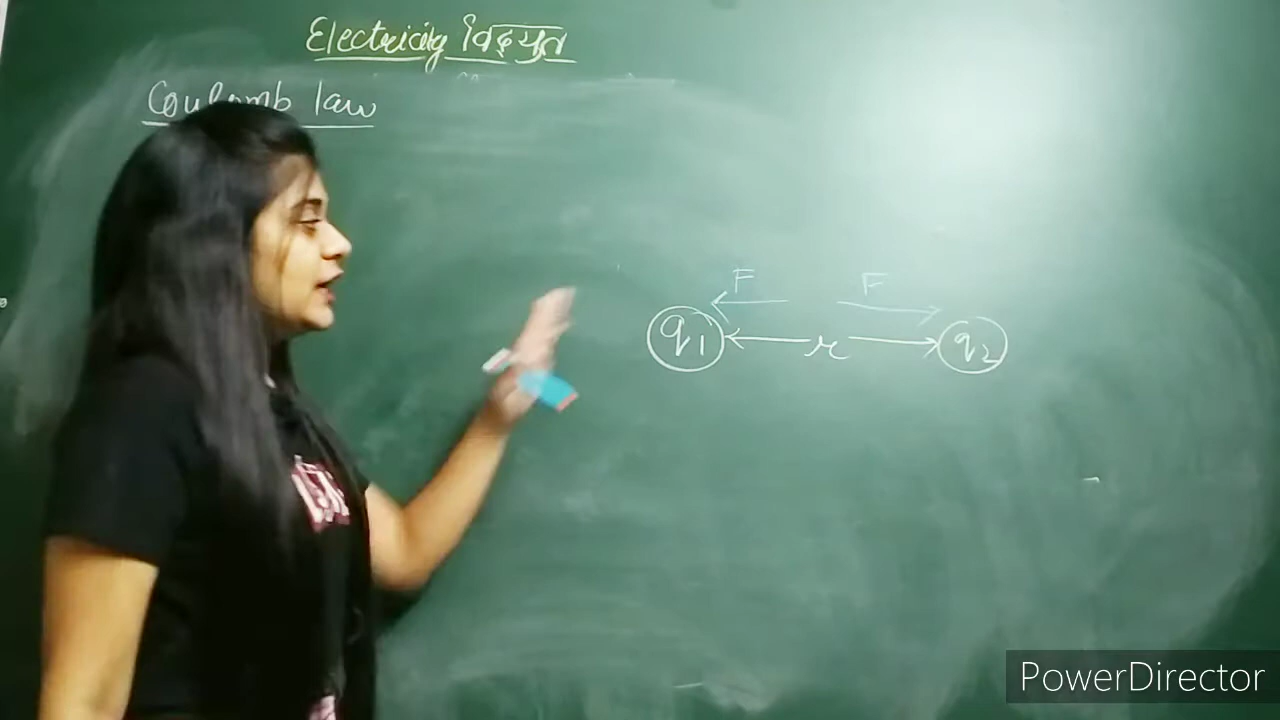 Electricity विद्युत
Coulomb law
F F
q1 r q2
PowerDirector